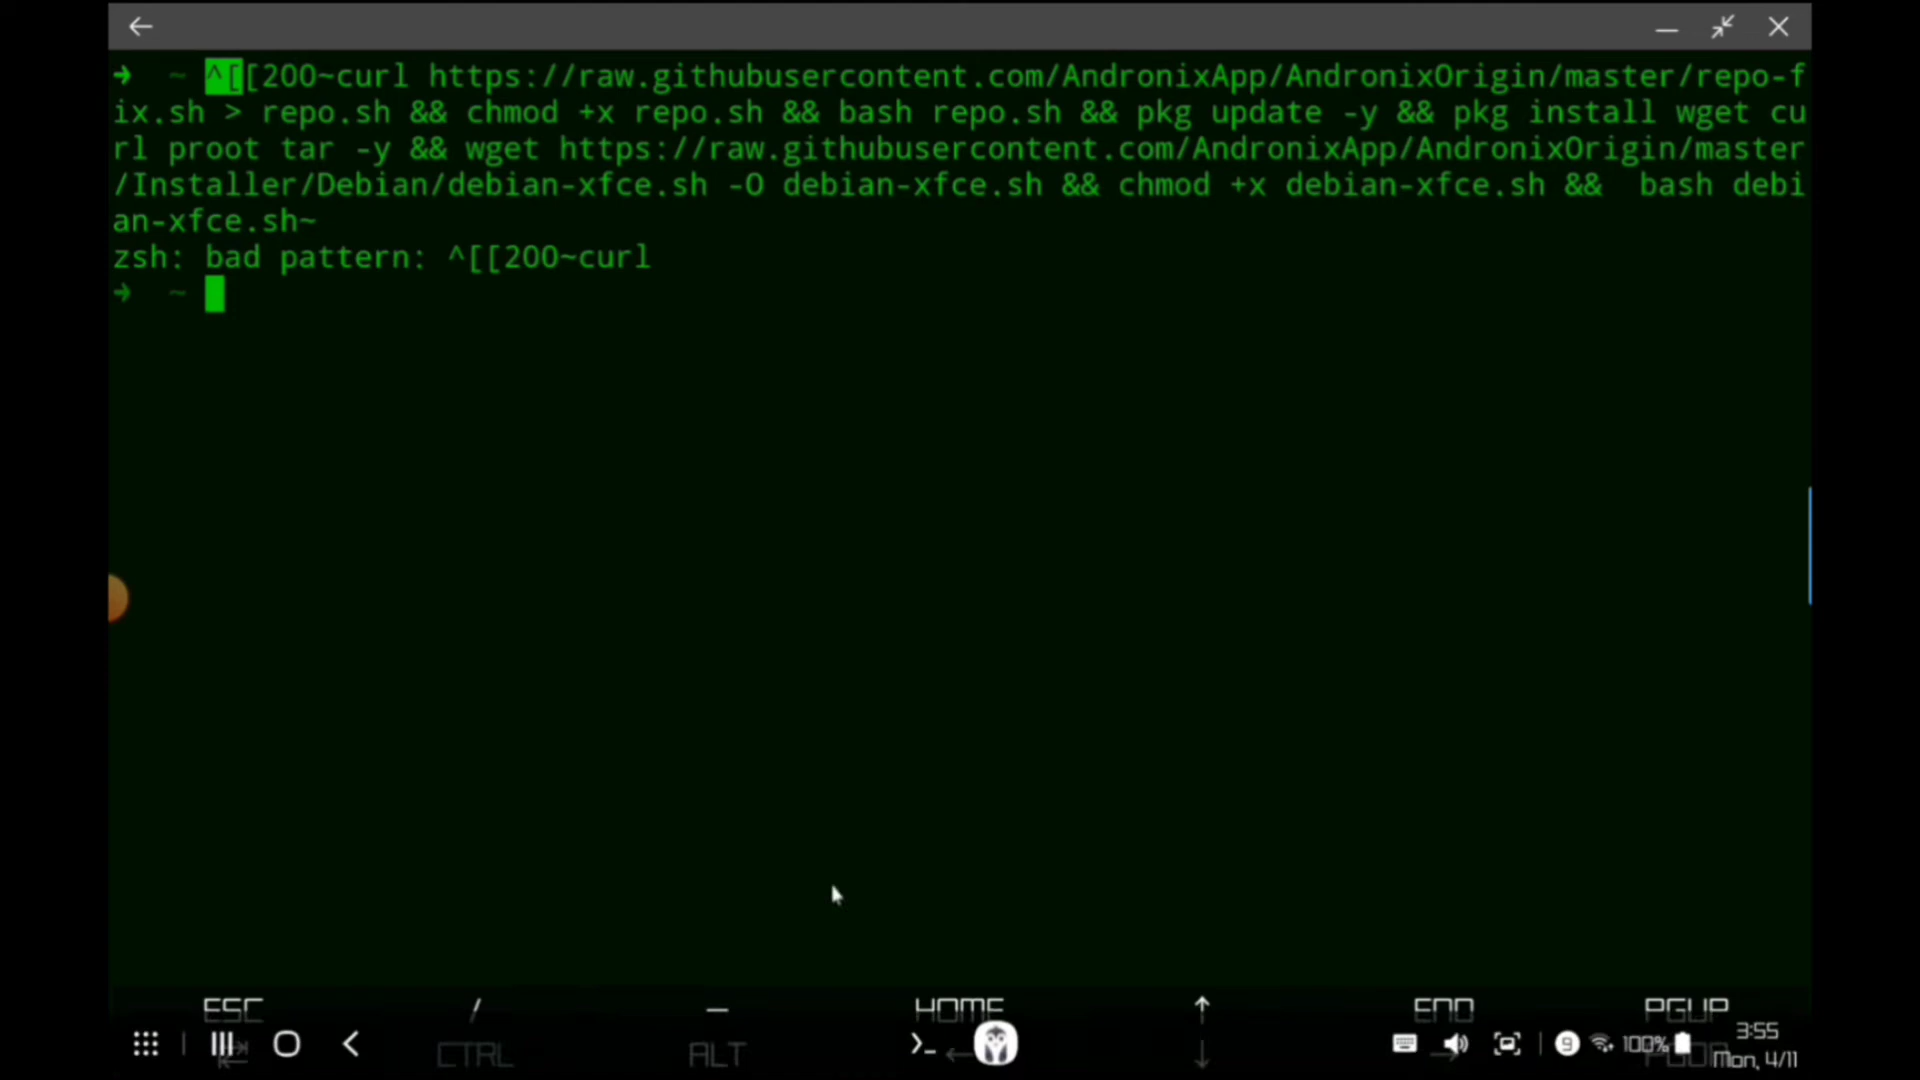 ➜ ~ ^[[200~curl https://raw.githubusercontent.com/AndronixApp/AndronixOrigin/master/repo-f
ix.sh > repo.sh && chmod +x repo.sh && bash repo.sh && pkg update -y && pkg install wget cu
rl proot tar -y && wget https://raw.githubusercontent.com/AndronixApp/AndronixOrigin/master
/Installer/Debian/debian-xfce.sh -O debian-xfce.sh && chmod +x debian-xfce.sh &&  bash debi
an-xfce.sh~
zsh: bad pattern: ^[[200~curl
➜ ~
ESC / — HOME ↑ END PGUP
CTRL ALT ← ↓ → PGDN
9 100% 3:55
Mon, 4/11